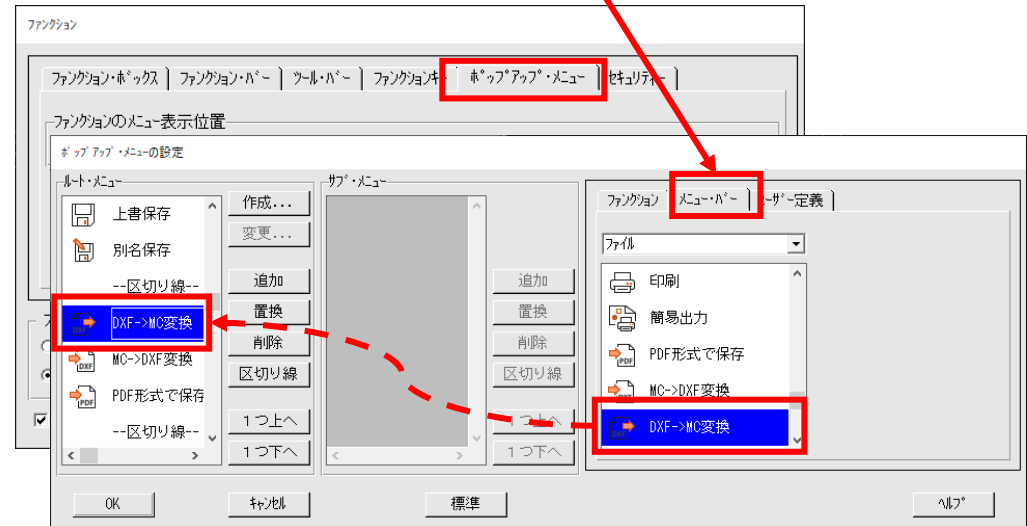 ファンクション
ファンクション・ボックス
ファンクション・バー
ツール・バー
ファンクションキー
ポップアップ・メニュー
セキュリティー
ファンクションのメニュー表示位置
ポップアップ・メニューの設定
ルート・メニュー
上書保存
別名保存
--区切り線--
DXF->MC変換
MC->DXF変換
PDF形式で保存
--区切り線--
作成...
変更...
追加
置換
削除
区切り線
1つ上へ
1つ下へ
サブ・メニュー
追加
置換
削除
区切り線
1つ上へ
1つ下へ
ファンクション
メニュー・バー
ユーザー定義
ファイル
印刷
簡易出力
PDF形式で保存
MC->DXF変換
DXF->MC変換
OK
キャンセル
標準
ヘルプ